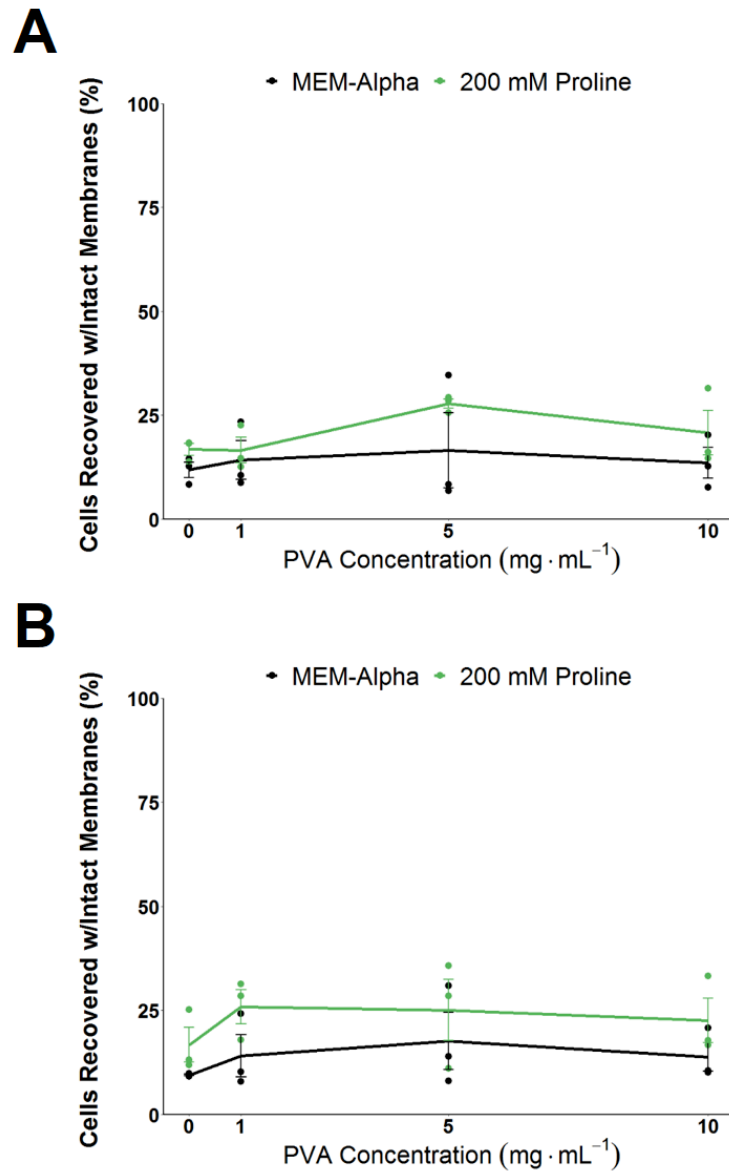 A
MEM-Alpha 200 mM Proline
Cells Recovered w/Intact Membranes (%)
100
75
50
25
0
0 1 5 10
PVA Concentration (mg · mL⁻¹)
B
MEM-Alpha 200 mM Proline
Cells Recovered w/Intact Membranes (%)
100
75
50
25
0
0 1 5 10
PVA Concentration (mg · mL⁻¹)